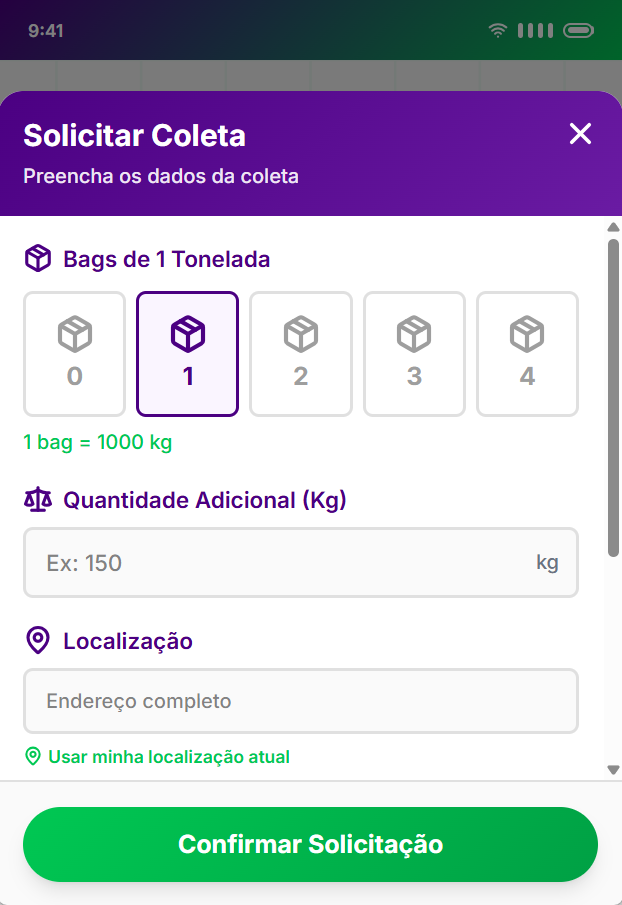 9:41
Solicitar Coleta
Preencha os dados da coleta
Bags de 1 Tonelada
0 1 2 3 4
1 bag = 1000 kg
Quantidade Adicional (Kg)
Ex: 150 kg
Localização
Endereço completo
Usar minha localização atual
Confirmar Solicitação